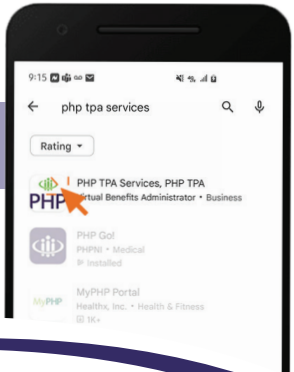 9:15
php tpa services
Rating
PHP
PHP TPA Services, PHP TPA
Virtual Benefits Administrator • Business
PHP Go!
PHPNI • Medical
Installed
MyPHP
MyPHP Portal
Healthx, Inc. • Health & Fitness
1K+